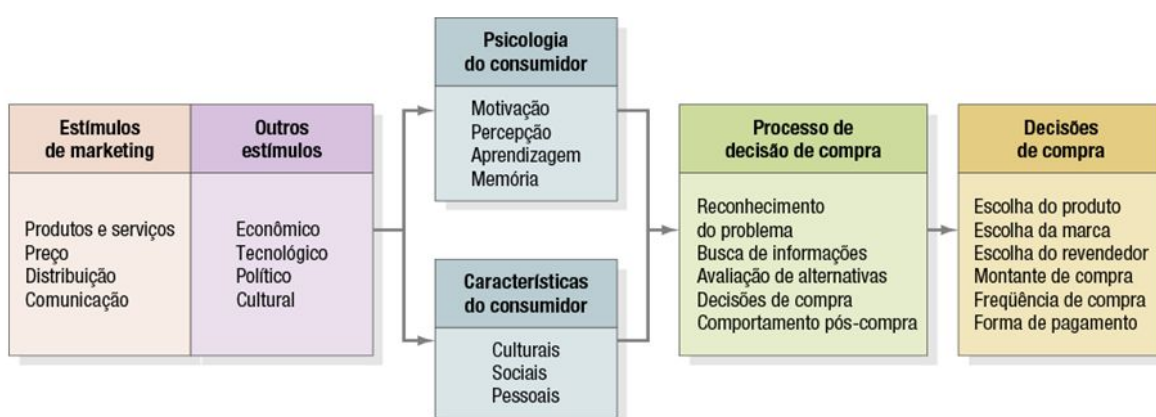 Estímulos
de marketing
Produtos e serviços
Preço
Distribuição
Comunicação
Outros
estímulos
Econômico
Tecnológico
Político
Cultural
Psicologia
do consumidor
Motivação
Percepção
Aprendizagem
Memória
Características
do consumidor
Culturais
Sociais
Pessoais
Processo de
decisão de compra
Reconhecimento
do problema
Busca de informações
Avaliação de alternativas
Decisões de compra
Comportamento pós-compra
Decisões
de compra
Escolha do produto
Escolha da marca
Escolha do revendedor
Montante de compra
Freqüência de compra
Forma de pagamento